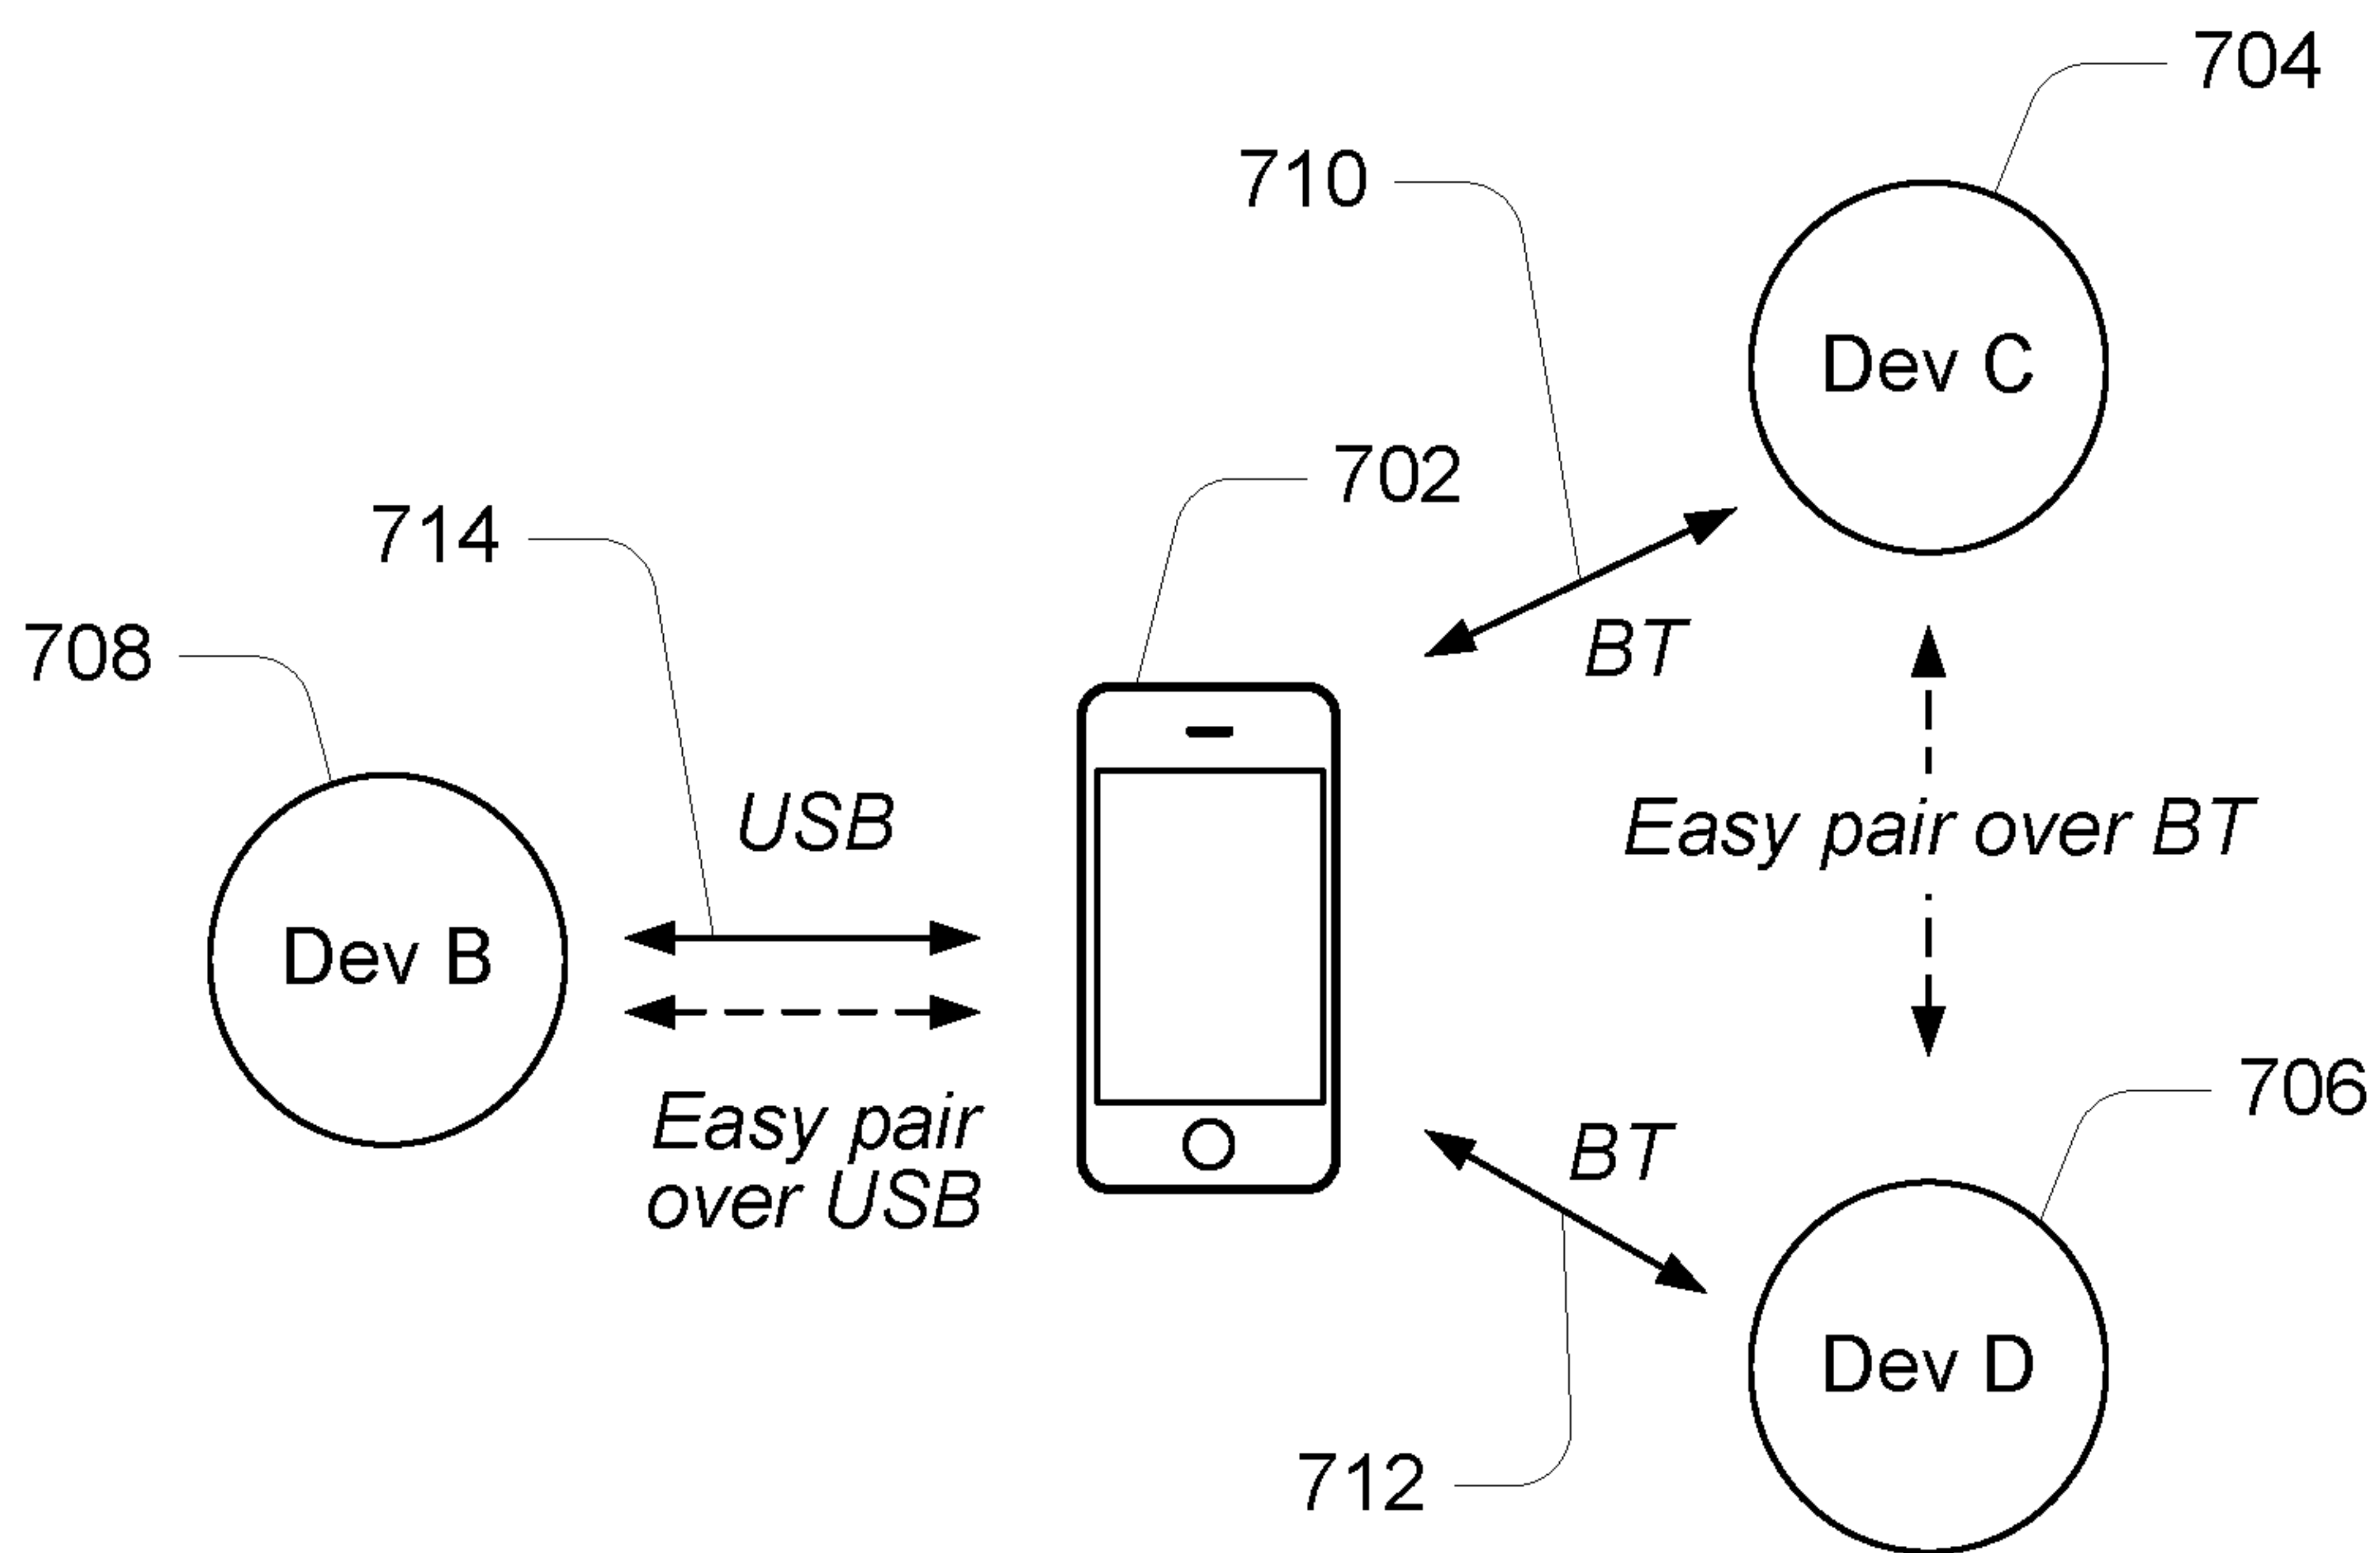 704
710
Dev C
702
714
BT
708
USB
Easy pair over BT
Dev B
706
Easy pair
over USB
BT
Dev D
712